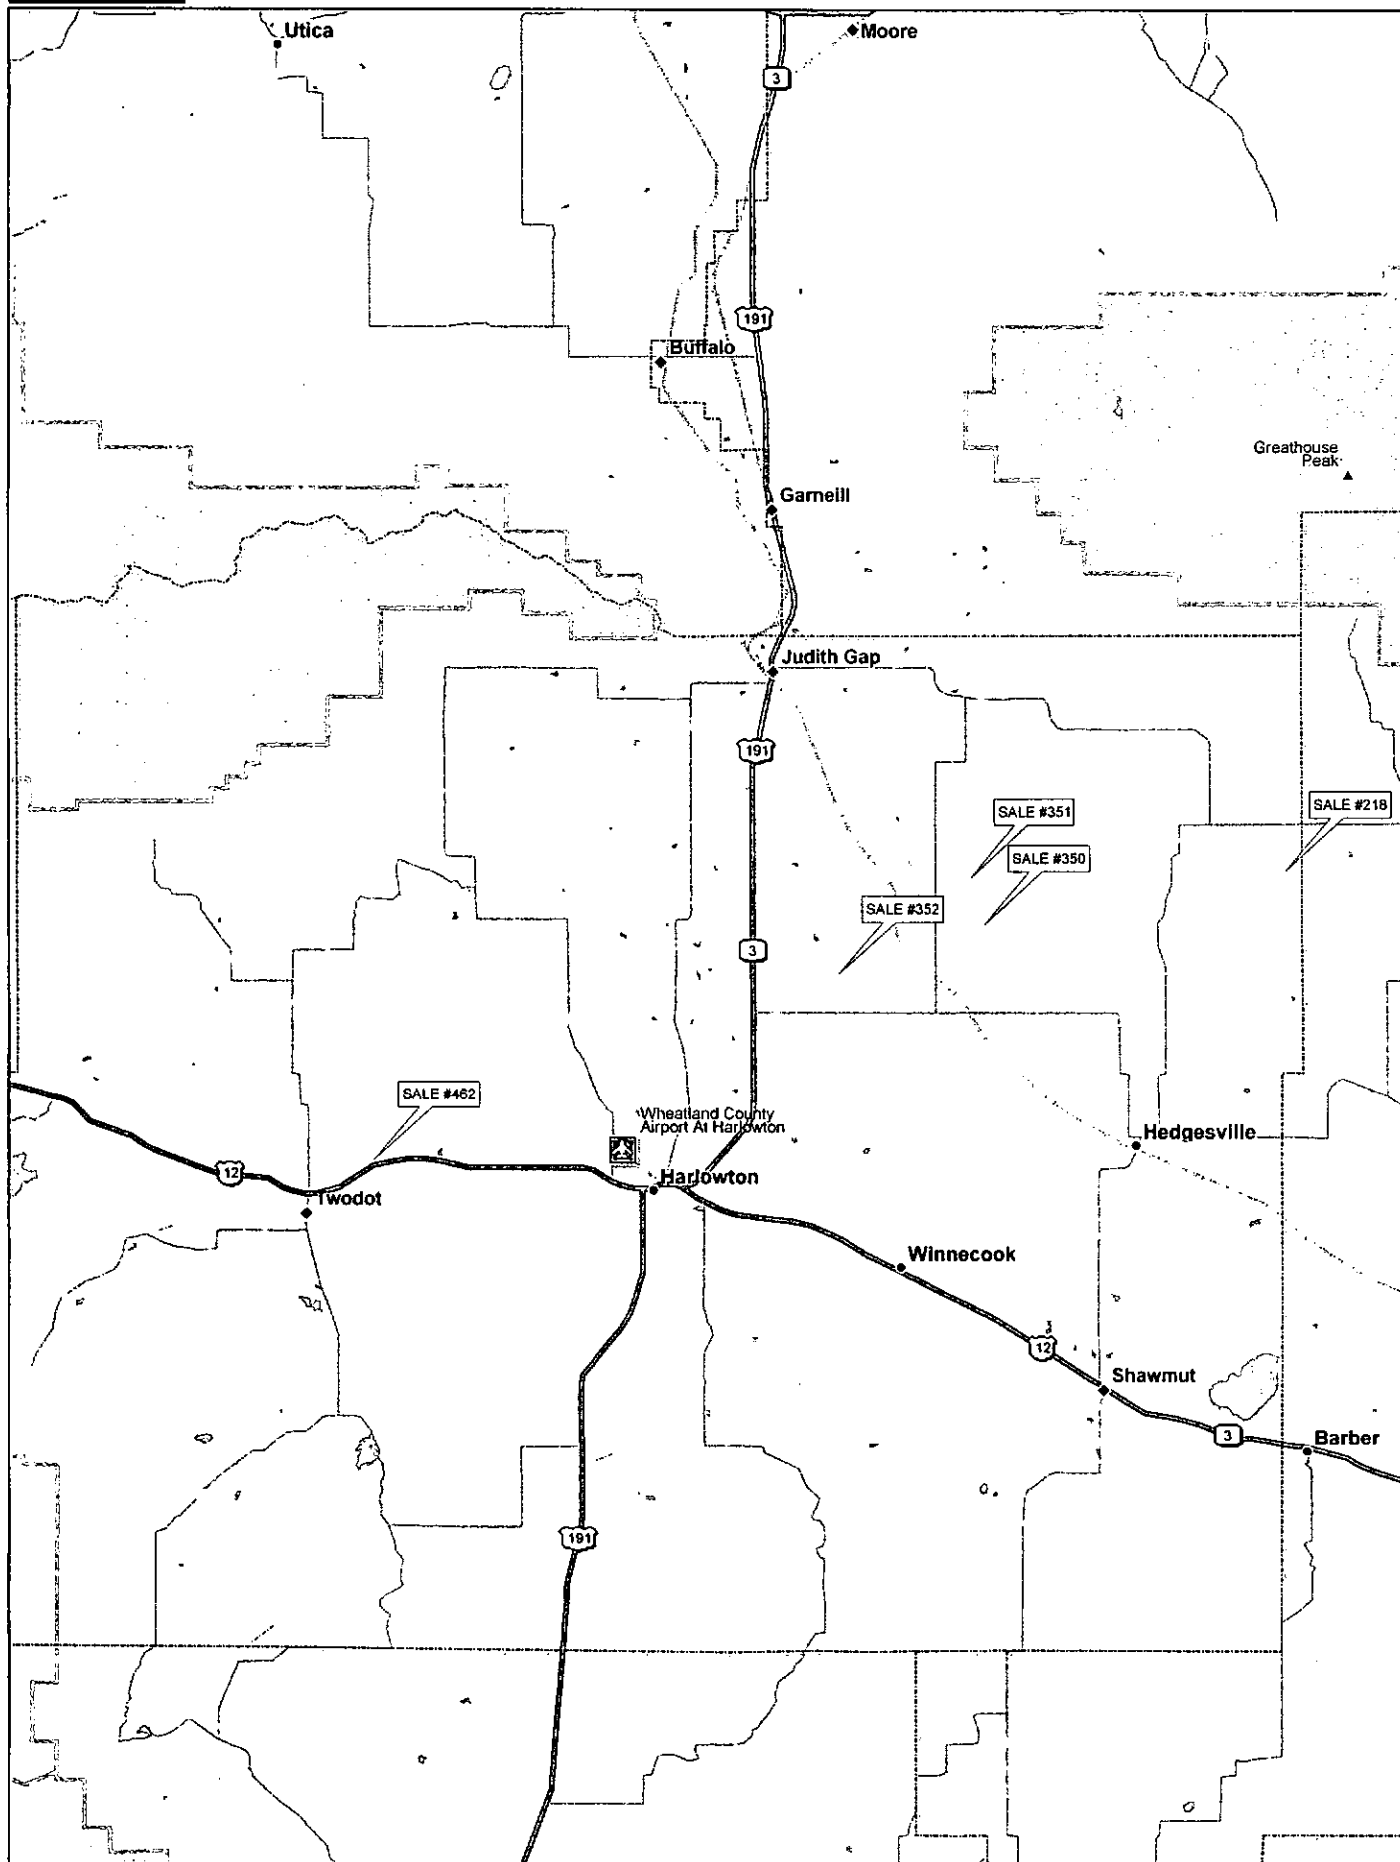 Utica
Moore
3
191
Buffalo
Greathouse
Peak
Garneill
Judith Gap
191
SALE #351
SALE #218
SALE #350
SALE #352
3
SALE #462
Wheatland County
Airport At Harlowton
Hedgesville
12
Harlowton
Twodot
Winnecook
12
Shawmut
3
Barber
191